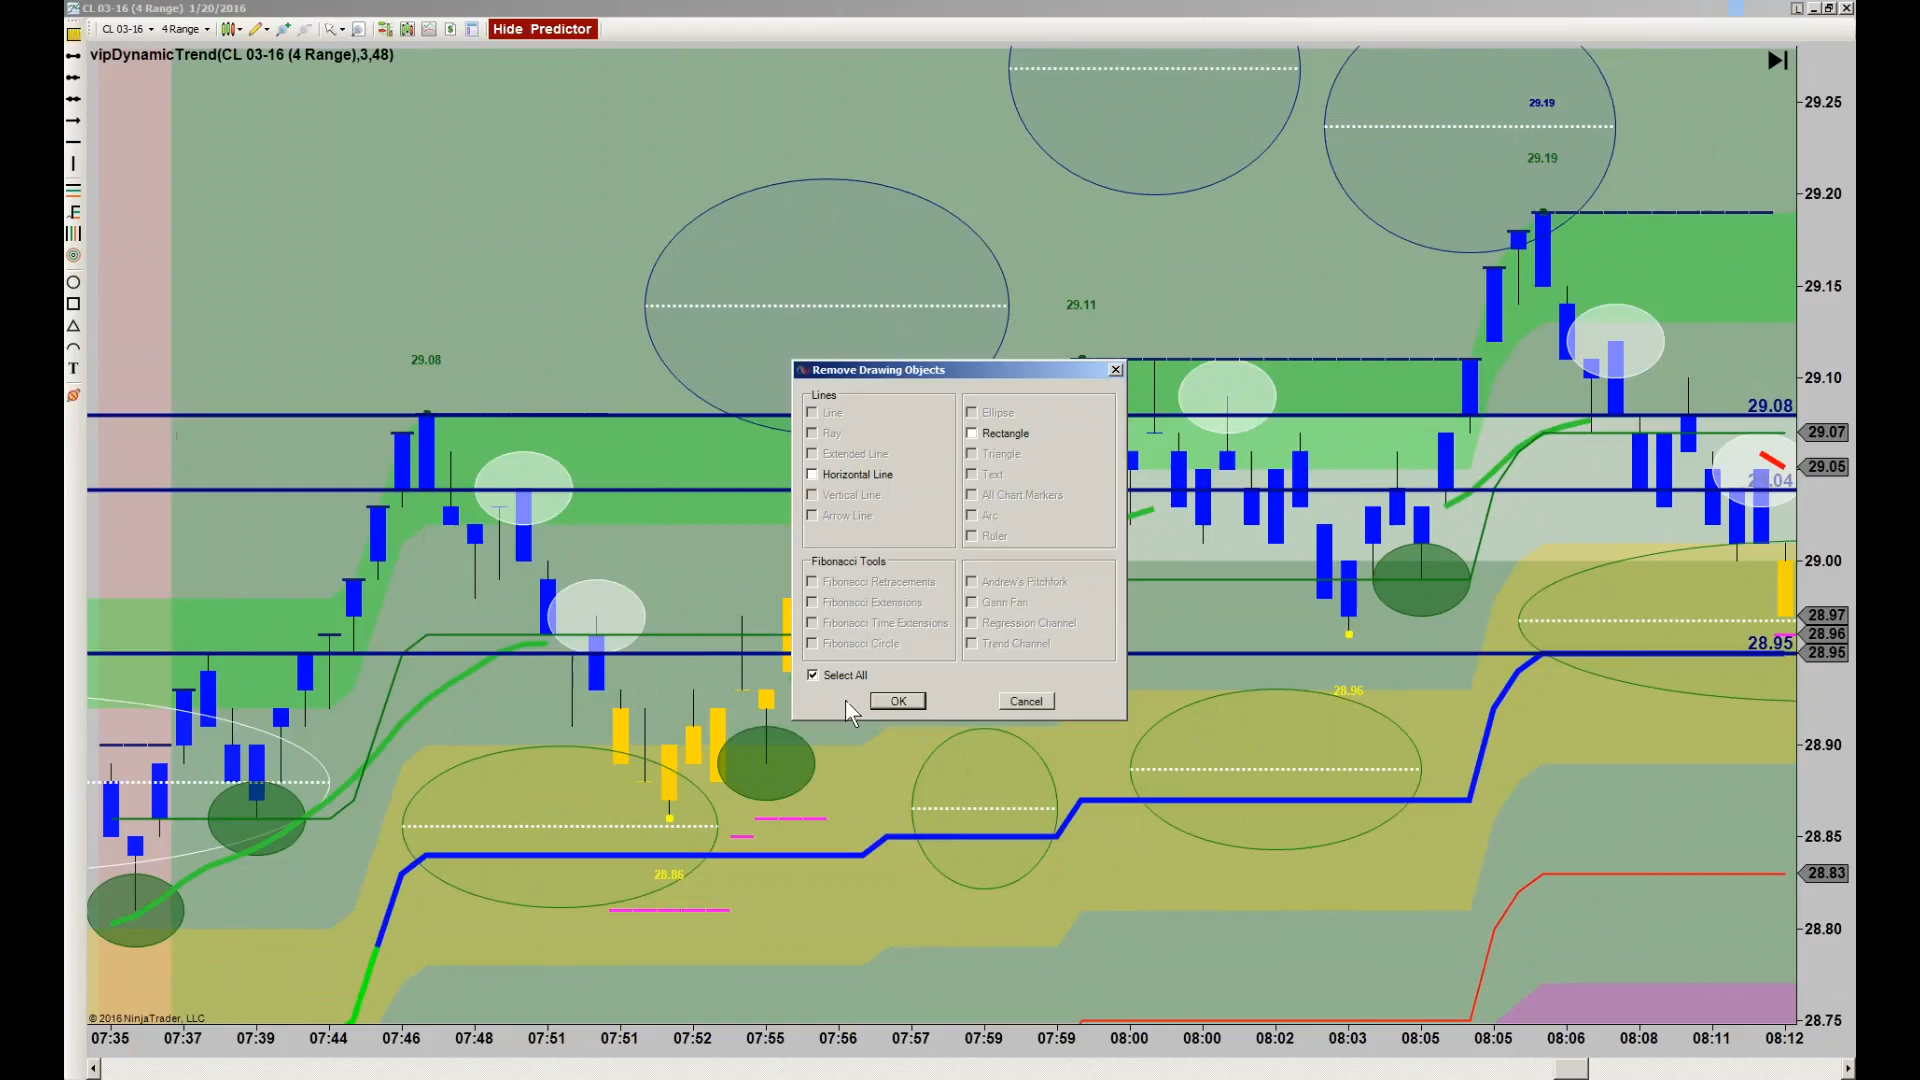 CL 03-16 (4 Range) 1/20/2016
CL 03-16 4 Range Hide Predictor
vipDynamicTrend(CL 03-16 (4 Range),3,48)
29.25
29.19
29.19
29.20
29.15
29.11
29.08
29.10
29.08
29.07
29.05
29.00
28.97
28.96
28.95
28.95
28.96
28.90
28.86
28.83
28.85
28.80
28.75
Remove Drawing Objects
Lines
Line
Ray
Extended Line
Horizontal Line
Vertical Line
Arrow Line
Ellipse
Rectangle
Triangle
Text
All Chart Markers
Arc
Ruler
Fibonacci Tools
Fibonacci Retracements
Fibonacci Extensions
Fibonacci Time Extensions
Fibonacci Circle
Andrew's Pitchfork
Gann Fan
Regression Channel
Trend Channel
Select All
OK Cancel
© 2016 NinjaTrader, LLC
07:35 07:37 07:39 07:44 07:46 07:48 07:51 07:51 07:52 07:55 07:56 07:57 07:59 07:59 08:00 08:00 08:02 08:03 08:05 08:05 08:06 08:08 08:11 08:12